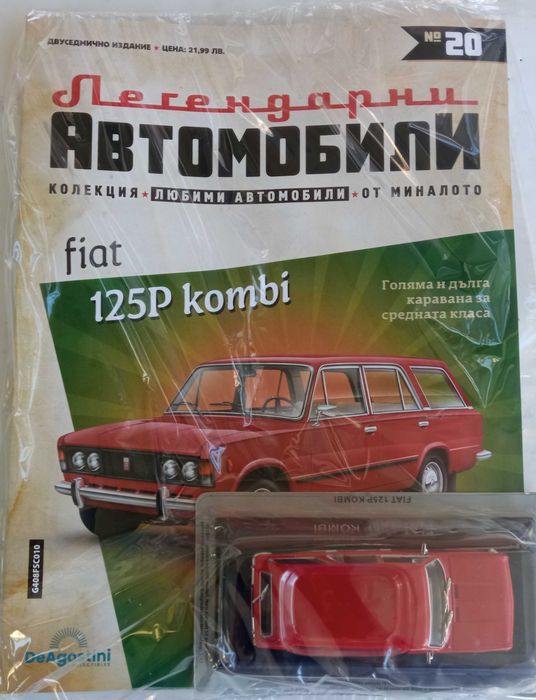 ДВУСЕДМИЧНО ИЗДАНИЕ ★ ЦЕНА: 21,99 ЛВ.
№ 20
Легендарни
АВТОМОБИЛИ
КОЛЕКЦИЯ ★ ЛЮБИМИ АВТОМОБИЛИ ★ ОТ МИНАЛОТО
fiat
125P kombi
Голяма и дълга
каравана за
средната класа
FIAT 125P KOMBI
G408FSC010
DeAgostini